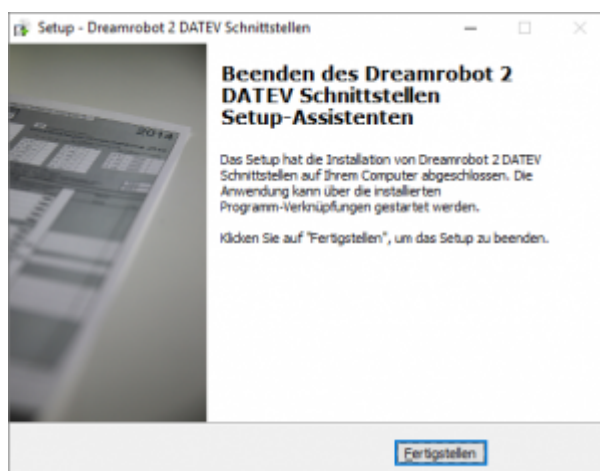 Setup - Dreamrobot 2 DATEV Schnittstellen
Beenden des Dreamrobot 2
DATEV Schnittstellen
Setup-Assistenten
2014
Das Setup hat die Installation von Dreamrobot 2 DATEV
Schnittstellen auf Ihrem Computer abgeschlossen. Die
Anwendung kann über die installierten
Programm-Verknüpfungen gestartet werden.
Klicken Sie auf "Fertigstellen", um das Setup zu beenden.
Fertigstellen